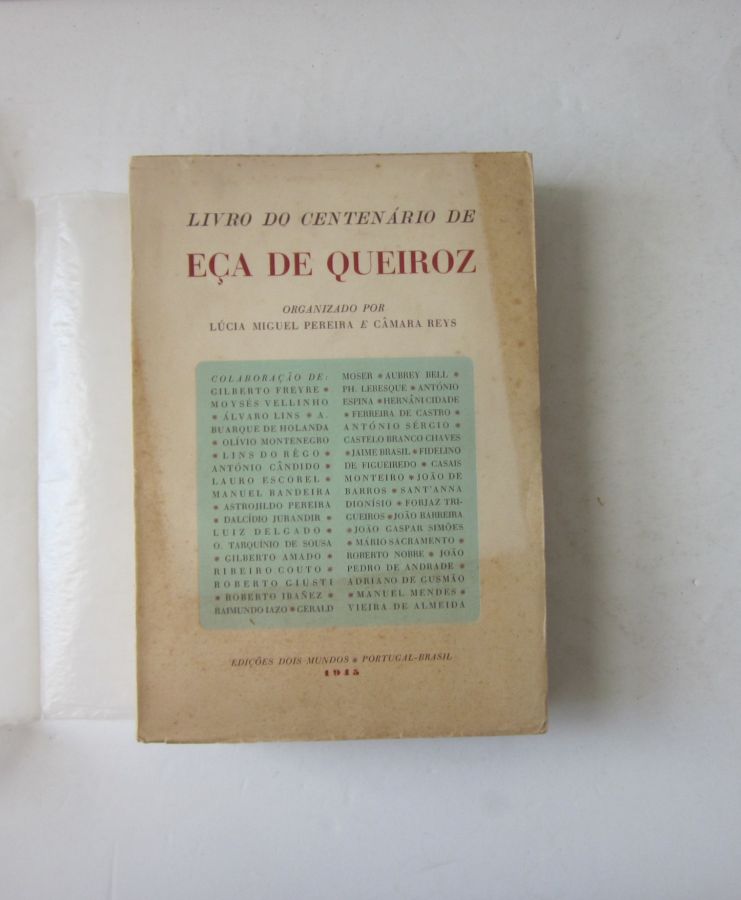 LIVRO DO CENTENÁRIO DE
EÇA DE QUEIROZ
ORGANIZADO POR
LÚCIA MIGUEL PEREIRA E CÂMARA REYS
COLABORAÇÃO DE:
GILBERTO FREYRE *
MOYSÉS VELLINHO
* ÁLVARO LINS * A.
BUARQUE DE HOLANDA
* OLÍVIO MONTENEGRO
* LINS DO RÊGO *
ANTÓNIO CÂNDIDO *
LAURO ESCOREL *
MANUEL BANDEIRA
* ASTROJILDO PEREIRA
* DALCÍDIO JURANDIR *
LUIZ DELGADO *
O. TARQUÍNIO DE SOUSA
* GILBERTO AMADO *
RIBEIRO COUTO *
ROBERTO GIUSTI
* ROBERTO IBAÑEZ *
RAIMUNDO LAZO * GERALD
MOSER * AUBREY BELL *
PH. LEBESQUE * ANTÓNIO
ESPINA * HERNÂNI CIDADE
* FERREIRA DE CASTRO *
ANTÓNIO SÉRGIO *
CASTELO BRANCO CHAVES
* JAIME BRASIL * FIDELINO
DE FIGUEIREDO * CASAIS
MONTEIRO * JOÃO DE
BARROS * SANT'ANNA
DIONÍSIO * FORJAZ TRI-
GUEIROS * JOÃO BARREIRA
* JOÃO GASPAR SIMÕES
* MÁRIO SACRAMENTO *
ROBERTO NOBRE * JOÃO
PEDRO DE ANDRADE *
ADRIANO DE GUSMÃO
* MANUEL MENDES *
VIEIRA DE ALMEIDA
EDIÇÕES DOIS MUNDOS * PORTUGAL-BRASIL
1945